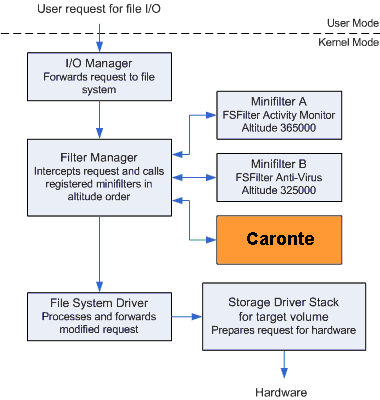 User request for file I/O
User Mode
Kernel Mode
I/O Manager
Forwards request to file
system
Minifilter A
FSFilter Activity Monitor
Altitude 365000
Filter Manager
Intercepts request and calls
registered minifilters in
altitude order
Minifilter B
FSFilter Anti-Virus
Altitude 325000
Caronte
File System Driver
Processes and forwards
modified request
Storage Driver Stack
for target volume
Prepares request for hardware
Hardware